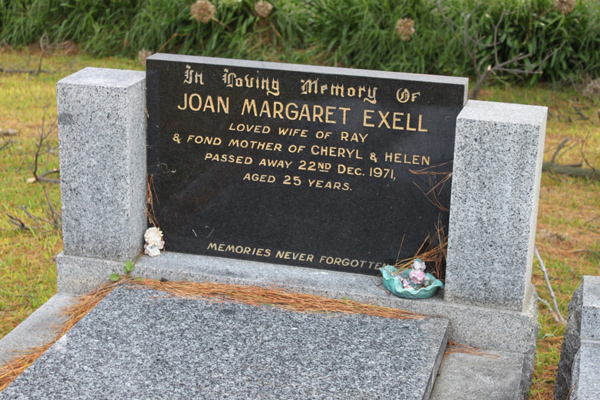 In Loving Memory Of
JOAN MARGARET EXELL
LOVED WIFE OF RAY
& FOND MOTHER OF CHERYL & HELEN
PASSED AWAY 22ND DEC. 1971,
AGED 25 YEARS.
MEMORIES NEVER FORGOTTEN